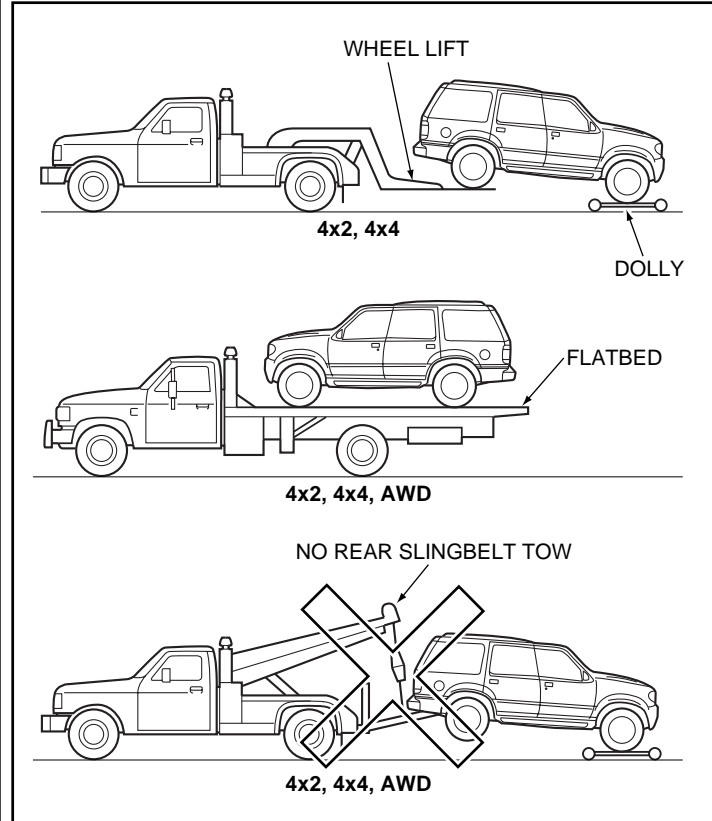 WHEEL LIFT
4x2, 4x4
DOLLY
FLATBED
4x2, 4x4, AWD
NO REAR SLINGBELT TOW
4x2, 4x4, AWD